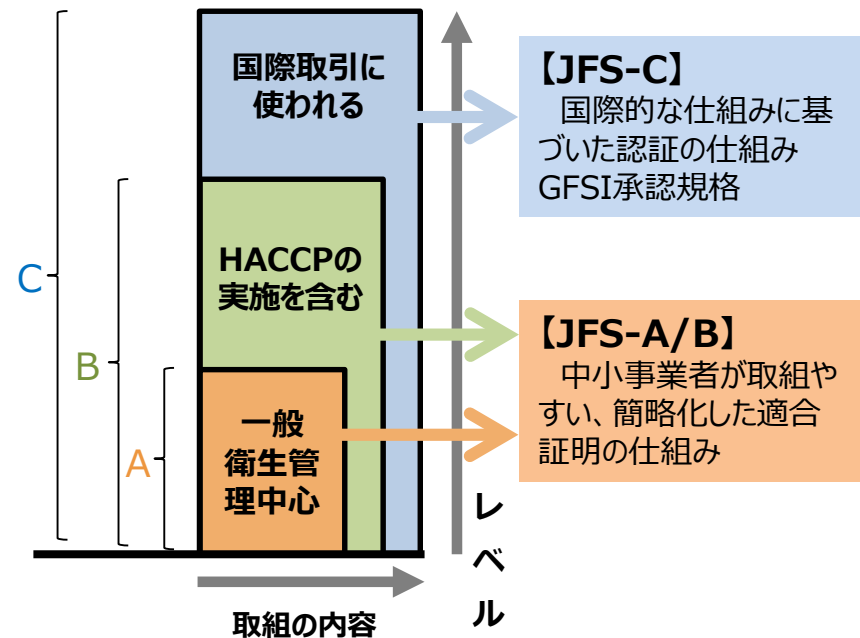 国際取引に
使われる
HACCPの
実施を含む
一般
衛生管
理中心
C
B
A
【JFS-C】
国際的な仕組みに基
づいた認証の仕組み
GFSI承認規格
【JFS-A/B】
中小事業者が取組や
すい、簡略化した適合
証明の仕組み
レベル
取組の内容